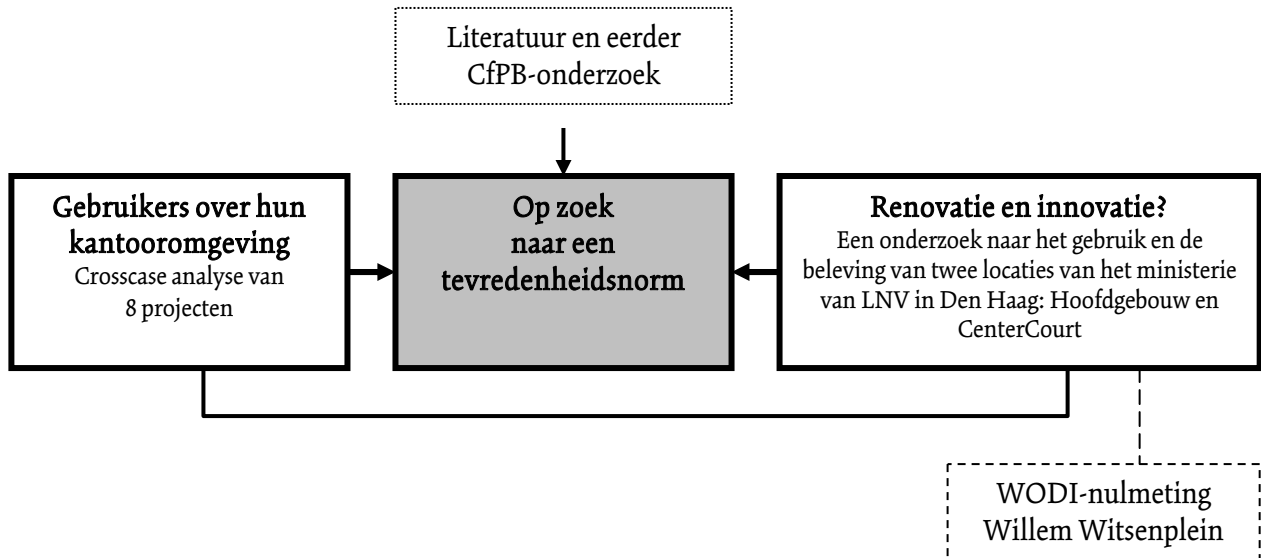 Literatuur en eerder
CfPB-onderzoek
Gebruikers over hun
kantooromgeving
Crosscase analyse van
8 projecten
Op zoek
naar een
tevredenheidsnorm
Renovatie en innovatie?
Een onderzoek naar het gebruik en de
beleving van twee locaties van het ministerie
van LNV in Den Haag: Hoofdgebouw en
CenterCourt
WODI-nulmeting
Willem Witsenplein